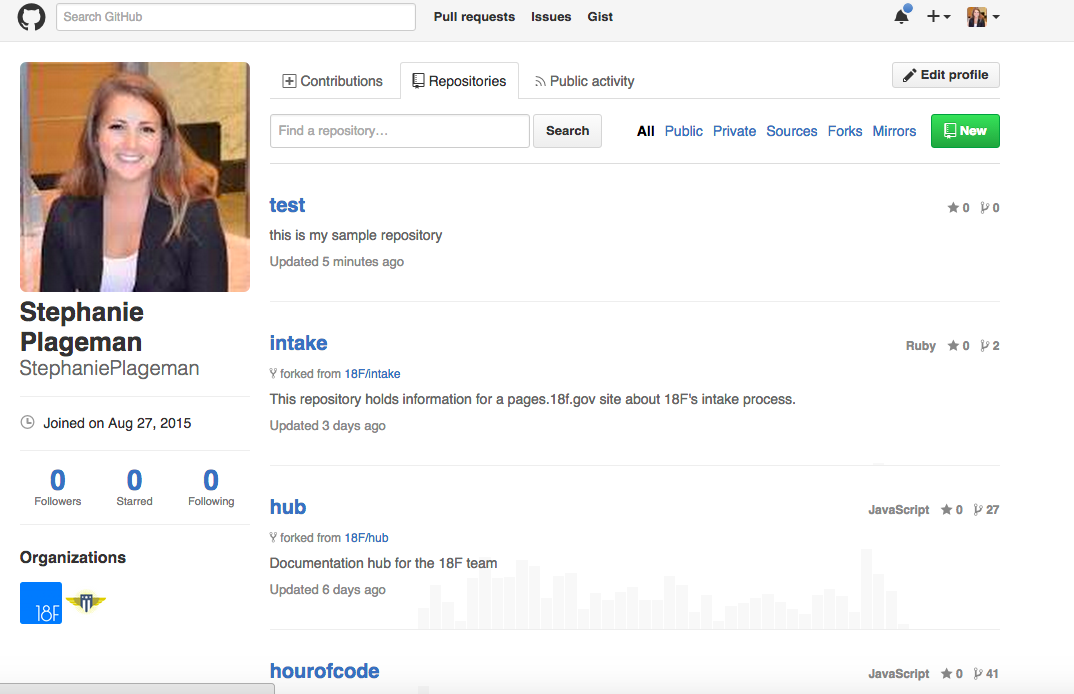 Search GitHub
Pull requests Issues Gist
Contributions Repositories Public activity Edit profile
Find a repository... Search All Public Private Sources Forks Mirrors New
Stephanie
Plageman
StephaniePlageman
Joined on Aug 27, 2015
0 0 0
Followers Starred Following
Organizations
18F
test 0 0
this is my sample repository
Updated 5 minutes ago
intake Ruby 0 2
forked from 18F/intake
This repository holds information for a pages.18f.gov site about 18F's intake process.
Updated 3 days ago
hub JavaScript 0 27
forked from 18F/hub
Documentation hub for the 18F team
Updated 6 days ago
hourofcode JavaScript 0 41